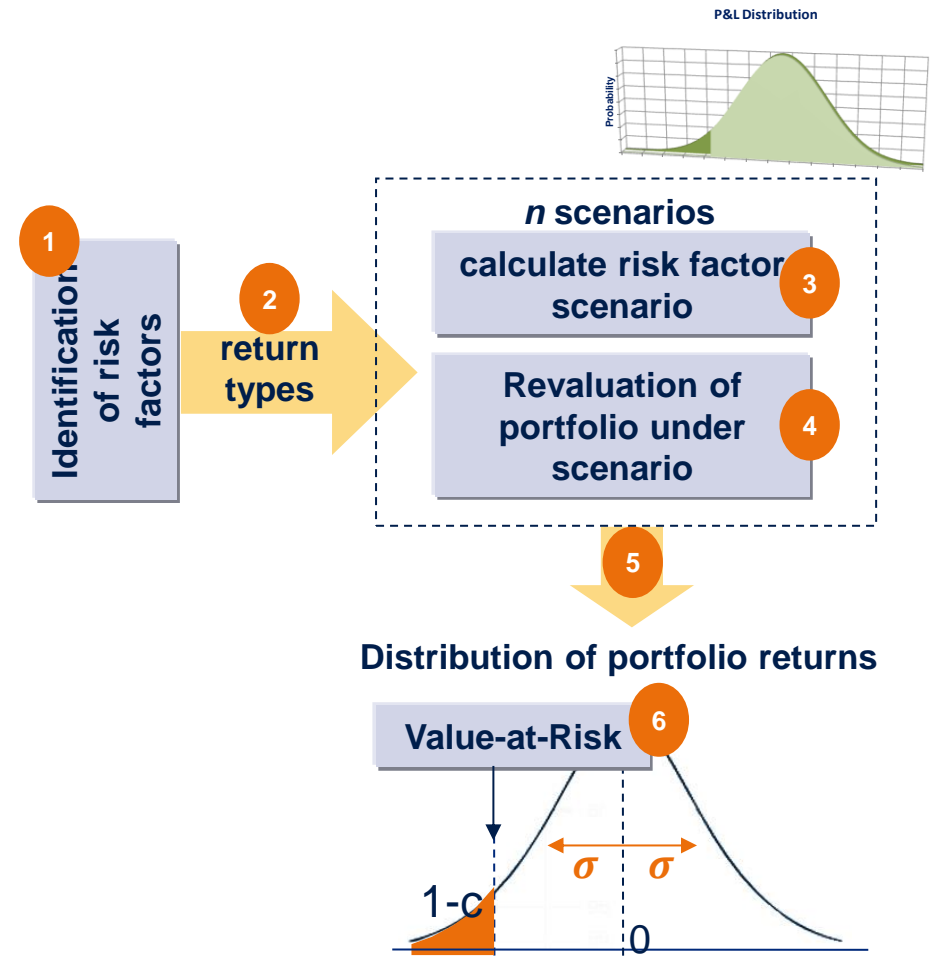 P&L Distribution
Probability
1
Identification
of risk
factors
2
return
types
n scenarios
calculate risk factor
scenario
3
Revaluation of
portfolio under
scenario
4
5
Distribution of portfolio returns
Value-at-Risk
6
σ σ
1-c
0